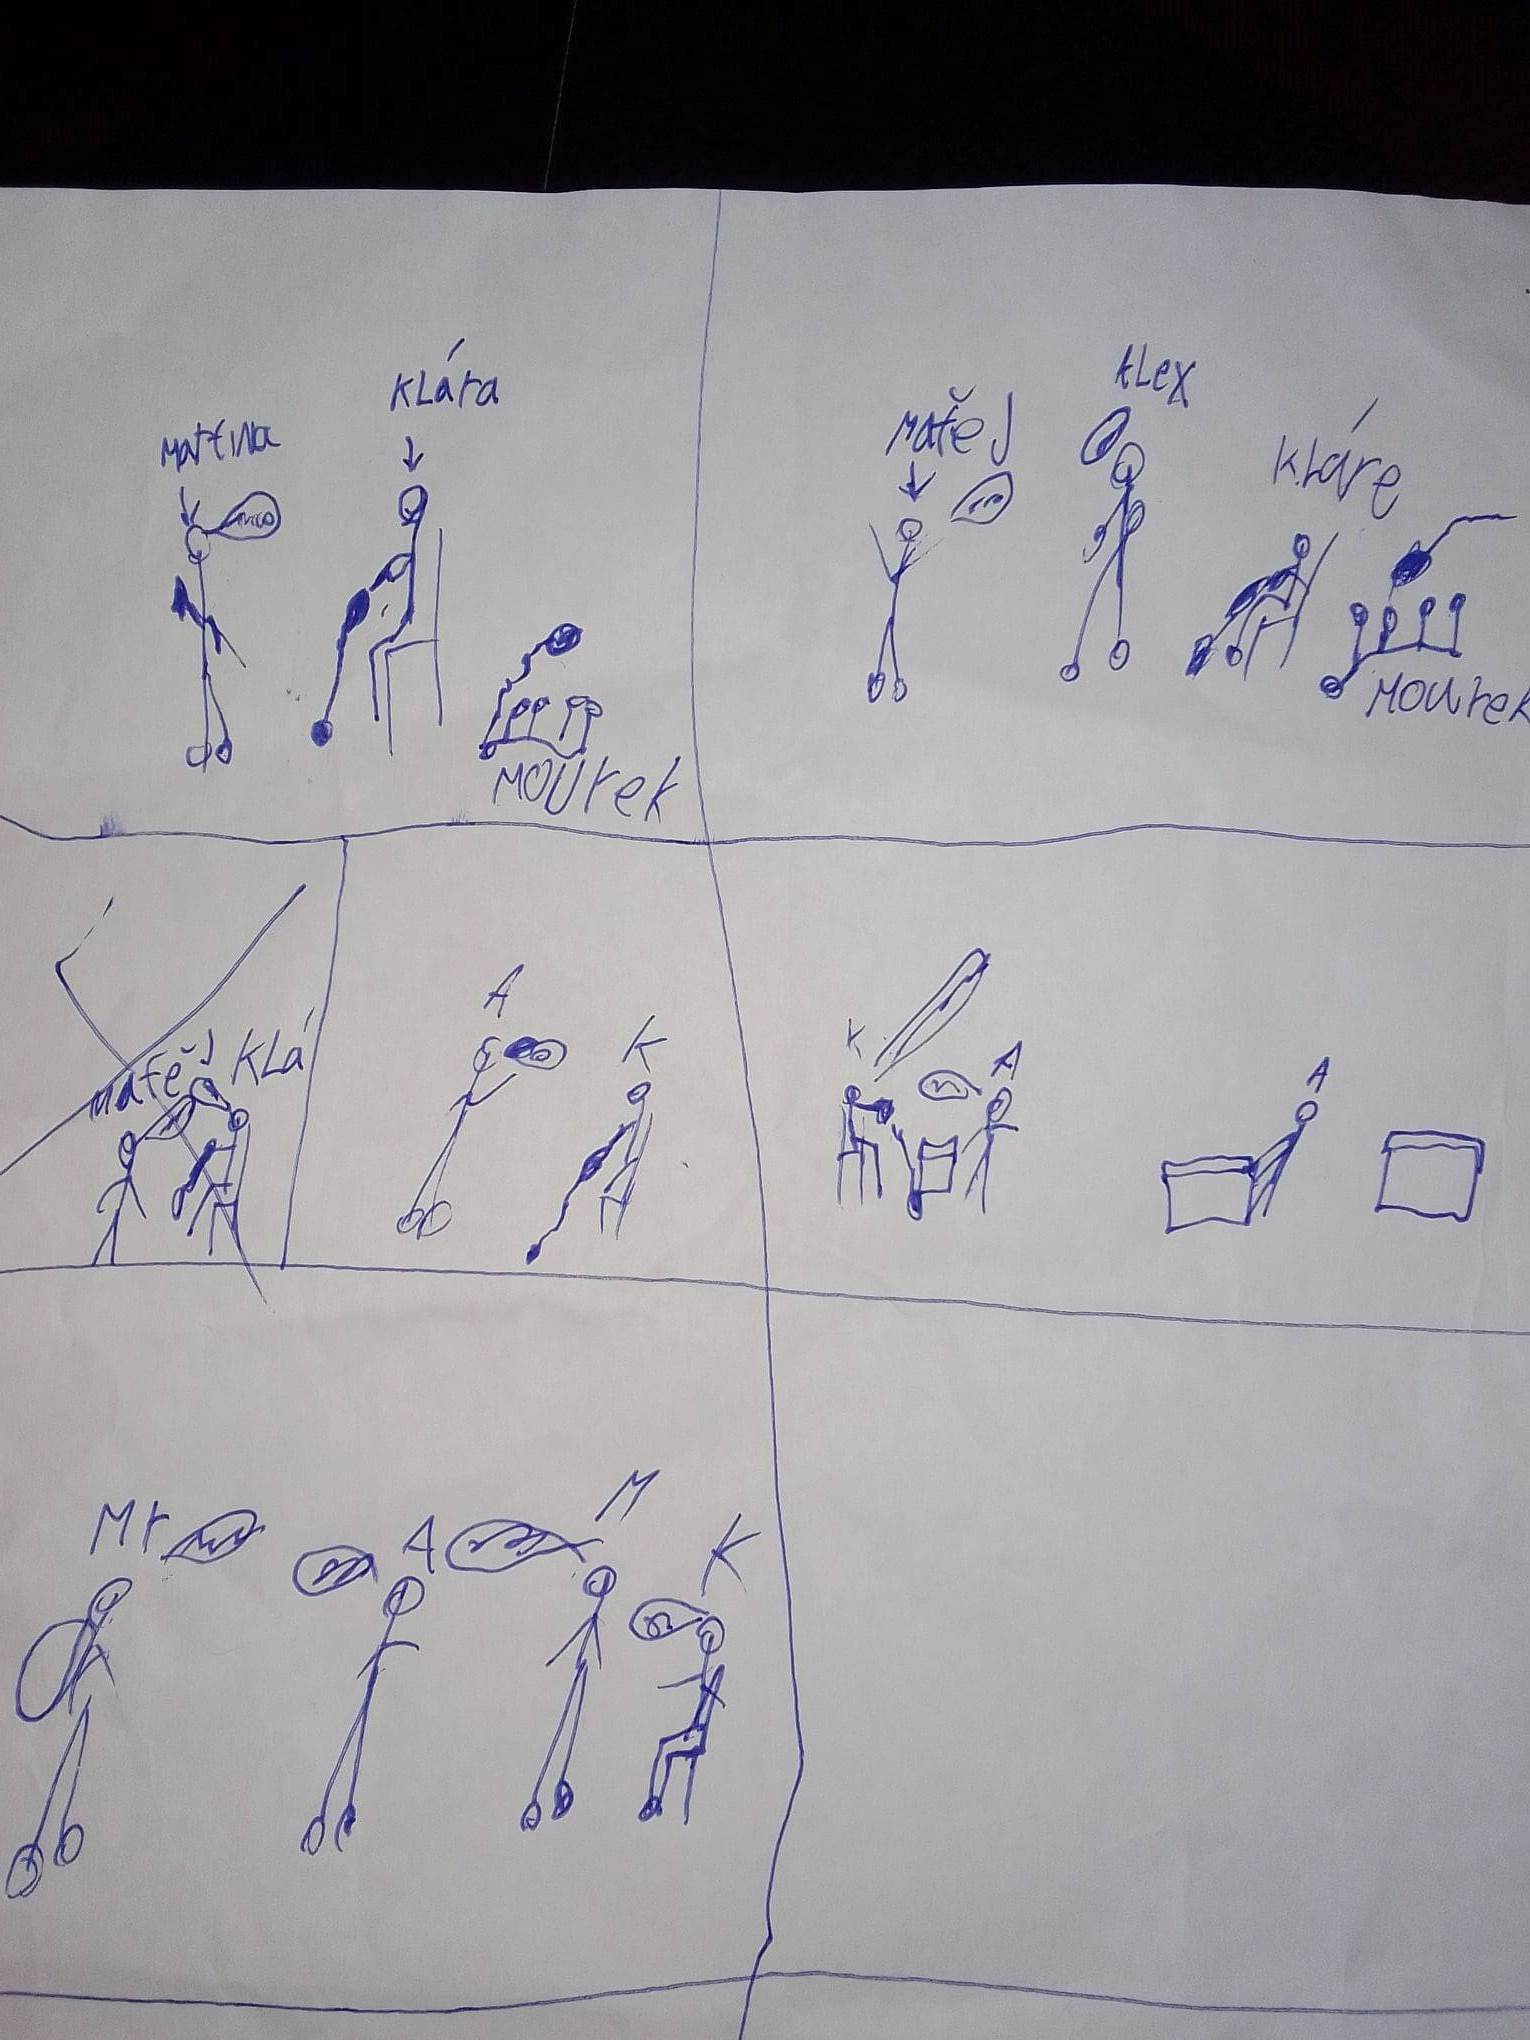 Martina
Klára
MOUrek
Matěj
Alex
Kláre
MOUrek
Matěj
KLá
A
K
K
A
A
Mr
A
M
K